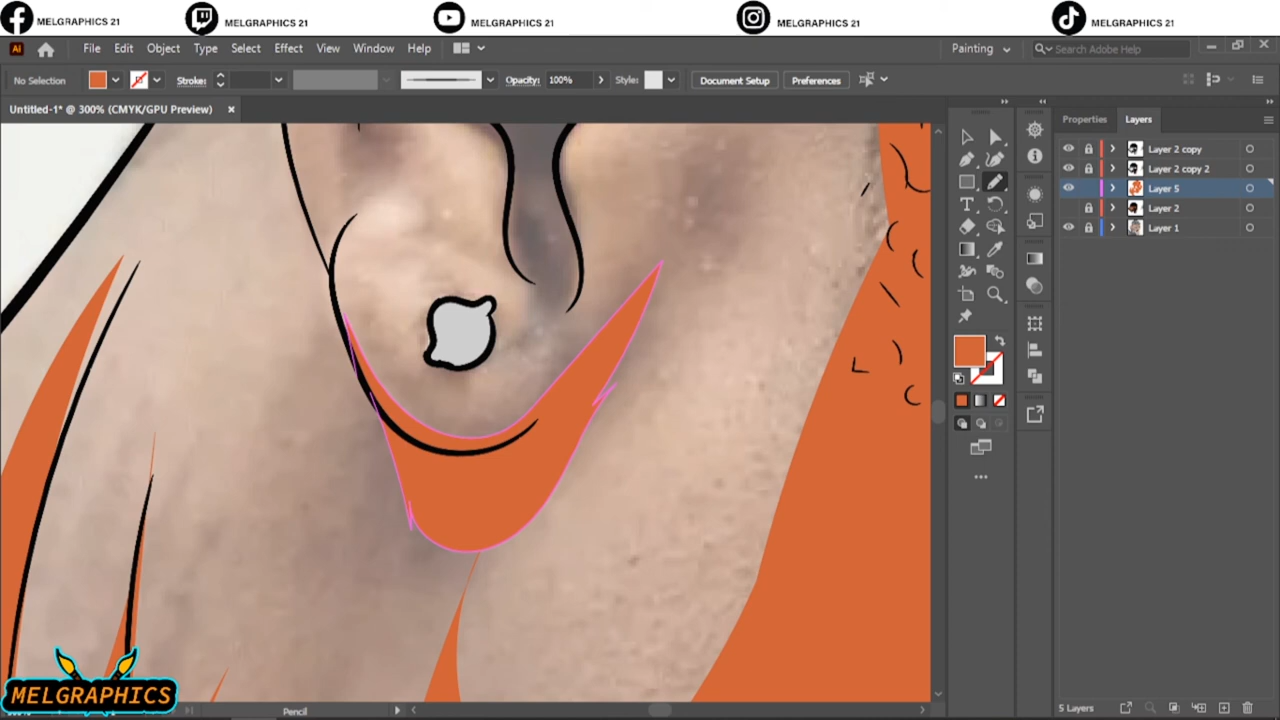 MELGRAPHICS 21
MELGRAPHICS 21
MELGRAPHICS 21
MELGRAPHICS 21
MELGRAPHICS 21
Ai File Edit Object Type Select Effect View Window Help Painting Search Adobe Help
No Selection Stroke: Opacity: 100% Style: Document Setup Preferences
Untitled-1* @ 300% (CMYK/GPU Preview)
Properties Layers
Layer 2 copy
Layer 2 copy 2
Layer 5
Layer 2
Layer 1
MELGRAPHICS
Pencil
5 Layers